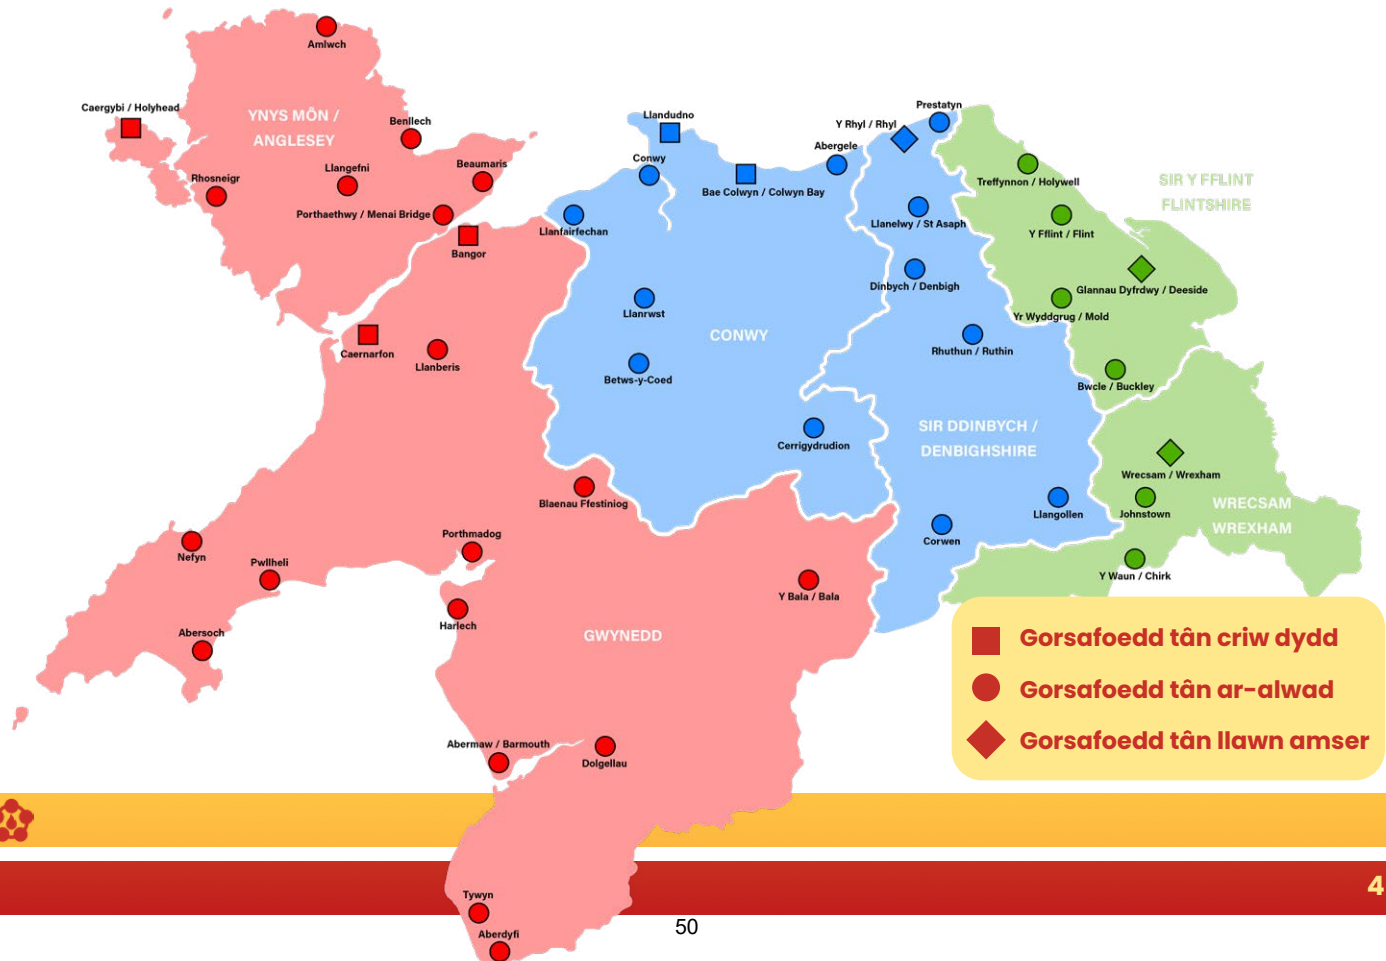 Amlwch
Caergybi / Holyhead
YNYS MÔN /
ANGLESEY
Benllech
Llangefni
Beaumaris
Rhosneigr
Porthaethwy / Menai Bridge
Bangor
Caernarfon
Llanberis
Llandudno
Conwy
Bae Colwyn / Colwyn Bay
Abergele
Llanfairfechan
Llanrwst
CONWY
Betws-y-Coed
Cerrigydrudion
Prestatyn
Y Rhyl / Rhyl
Llanelwy / St Asaph
Dinbych / Denbigh
Rhuthun / Ruthin
SIR DDINBYCH /
DENBIGHSHIRE
Llangollen
Corwen
Treffynnon / Holywell
SIR Y FFLINT
FLINTSHIRE
Y Fflint / Flint
Glannau Dyfrdwy / Deeside
Yr Wyddgrug / Mold
Bwcle / Buckley
Wrecsam / Wrexham
Johnstown
WRECSAM
WREXHAM
Y Waun / Chirk
Blaenau Ffestiniog
Porthmadog
Nefyn
Pwllheli
Abersoch
Harlech
Y Bala / Bala
GWYNEDD
Abermaw / Barmouth
Dolgellau
Tywyn
Aberdyfi
Gorsafoedd tân criw dydd
Gorsafoedd tân ar-alwad
Gorsafoedd tân llawn amser
4
50